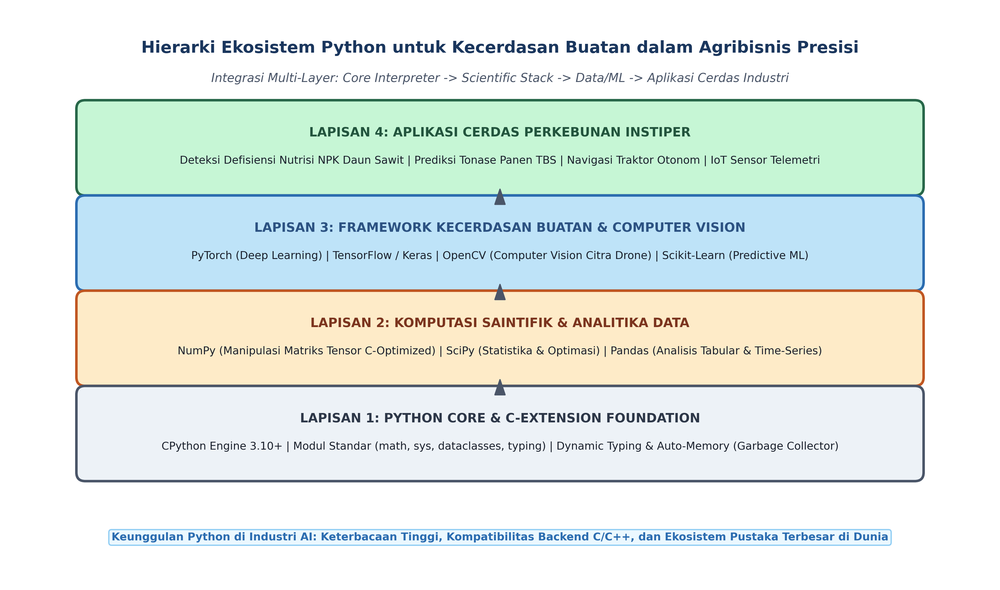 Hierarki Ekosistem Python untuk Kecerdasan Buatan dalam Agribisnis Presisi
Integrasi Multi-Layer: Core Interpreter -> Scientific Stack -> Data/ML -> Aplikasi Cerdas Industri
LAPISAN 4: APLIKASI CERDAS PERKEBUNAN INSTIPER
Deteksi Defisiensi Nutrisi NPK Daun Sawit | Prediksi Tonase Panen TBS | Navigasi Traktor Otonom | IoT Sensor Telemetri
LAPISAN 3: FRAMEWORK KECERDASAN BUATAN & COMPUTER VISION
PyTorch (Deep Learning) | TensorFlow / Keras | OpenCV (Computer Vision Citra Drone) | Scikit-Learn (Predictive ML)
LAPISAN 2: KOMPUTASI SAINTIFIK & ANALITIKA DATA
NumPy (Manipulasi Matriks Tensor C-Optimized) | SciPy (Statistika & Optimasi) | Pandas (Analisis Tabular & Time-Series)
LAPISAN 1: PYTHON CORE & C-EXTENSION FOUNDATION
CPython Engine 3.10+ | Modul Standar (math, sys, dataclasses, typing) | Dynamic Typing & Auto-Memory (Garbage Collector)
Keunggulan Python di Industri AI: Keterbacaan Tinggi, Kompatibilitas Backend C/C++, dan Ekosistem Pustaka Terbesar di Dunia